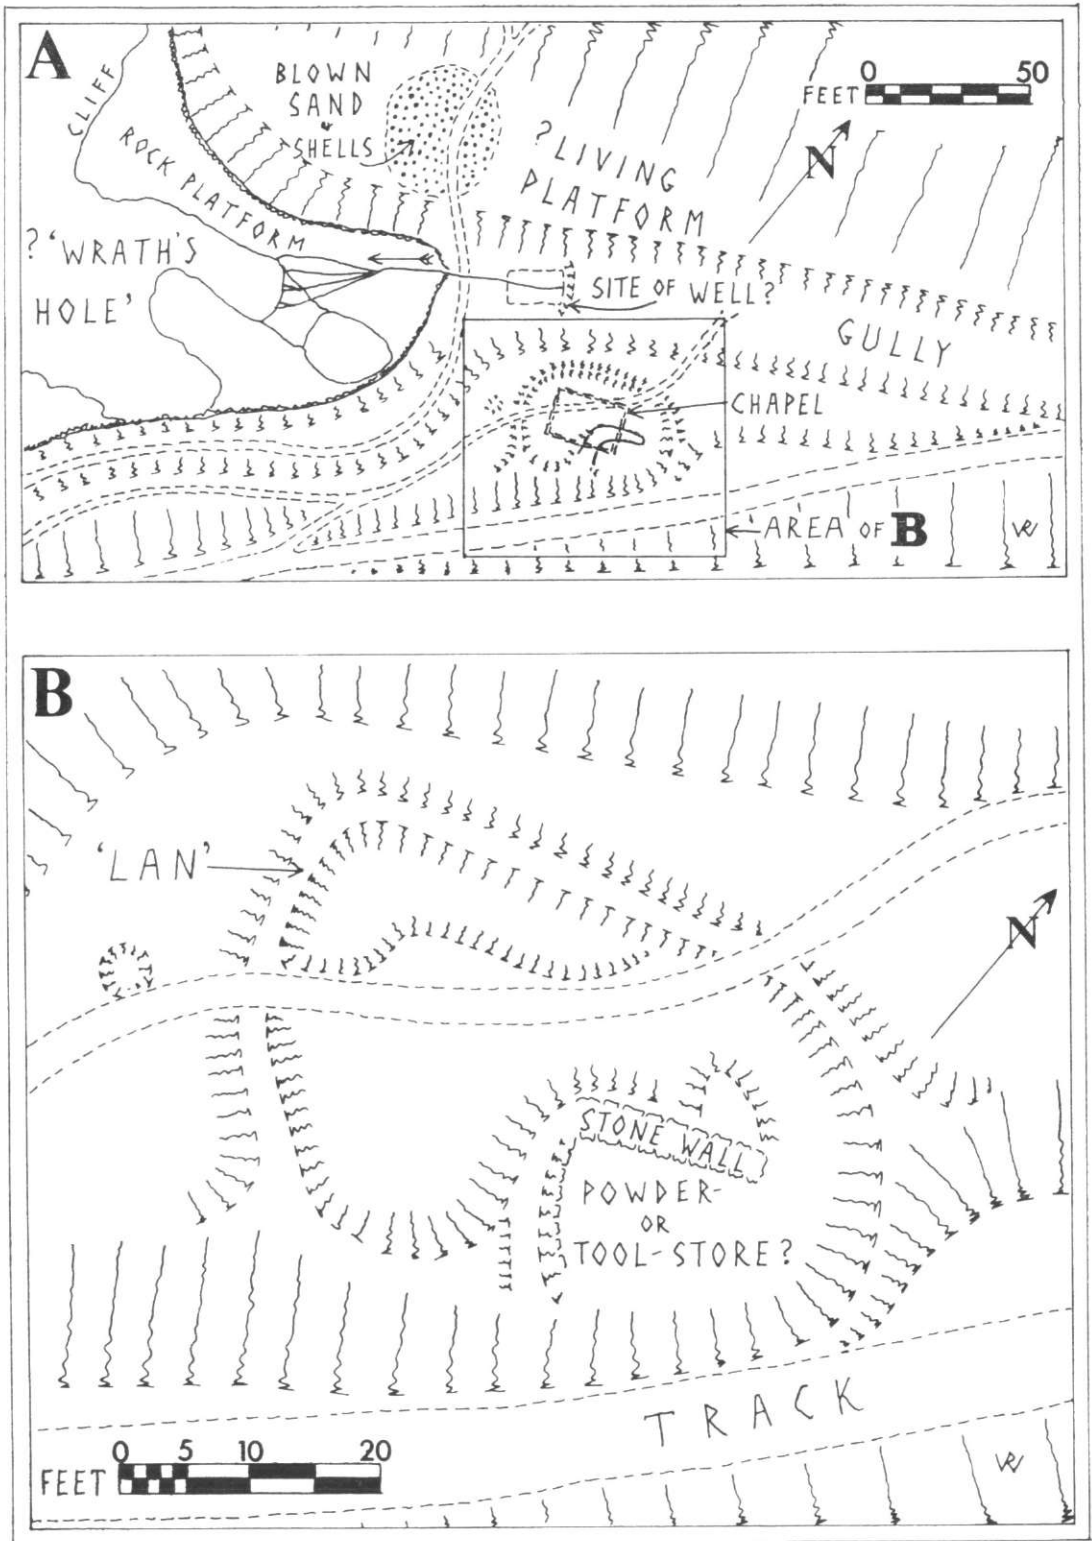 A
CLIFF
ROCK PLATFORM
BLOWN
SAND
&
SHELLS
0 50
FEET
N
?LIVING
PLATFORM
?'WRATH'S
HOLE'
SITE OF WELL?
GULLY
CHAPEL
AREA OF B
B
'LAN'
N
STONE WALL
POWDER-
OR
TOOL-STORE?
TRACK
0 5 10 20
FEET